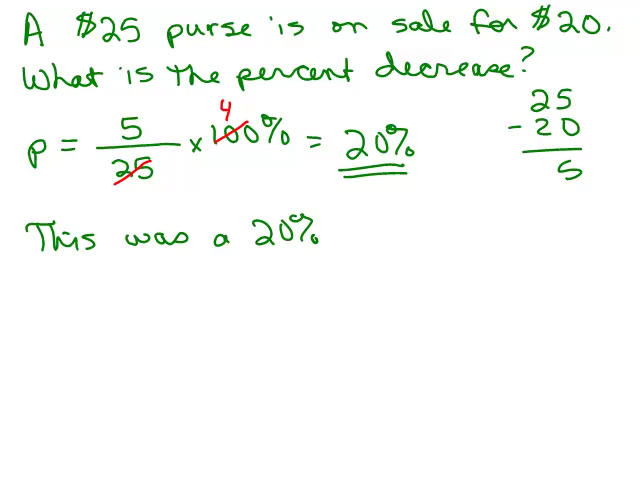 A $25 purse is on sale for $20.
What is the percent decrease?
25
- 20
5
p = 5/25 × 100% = 20%
4
This was a 20%